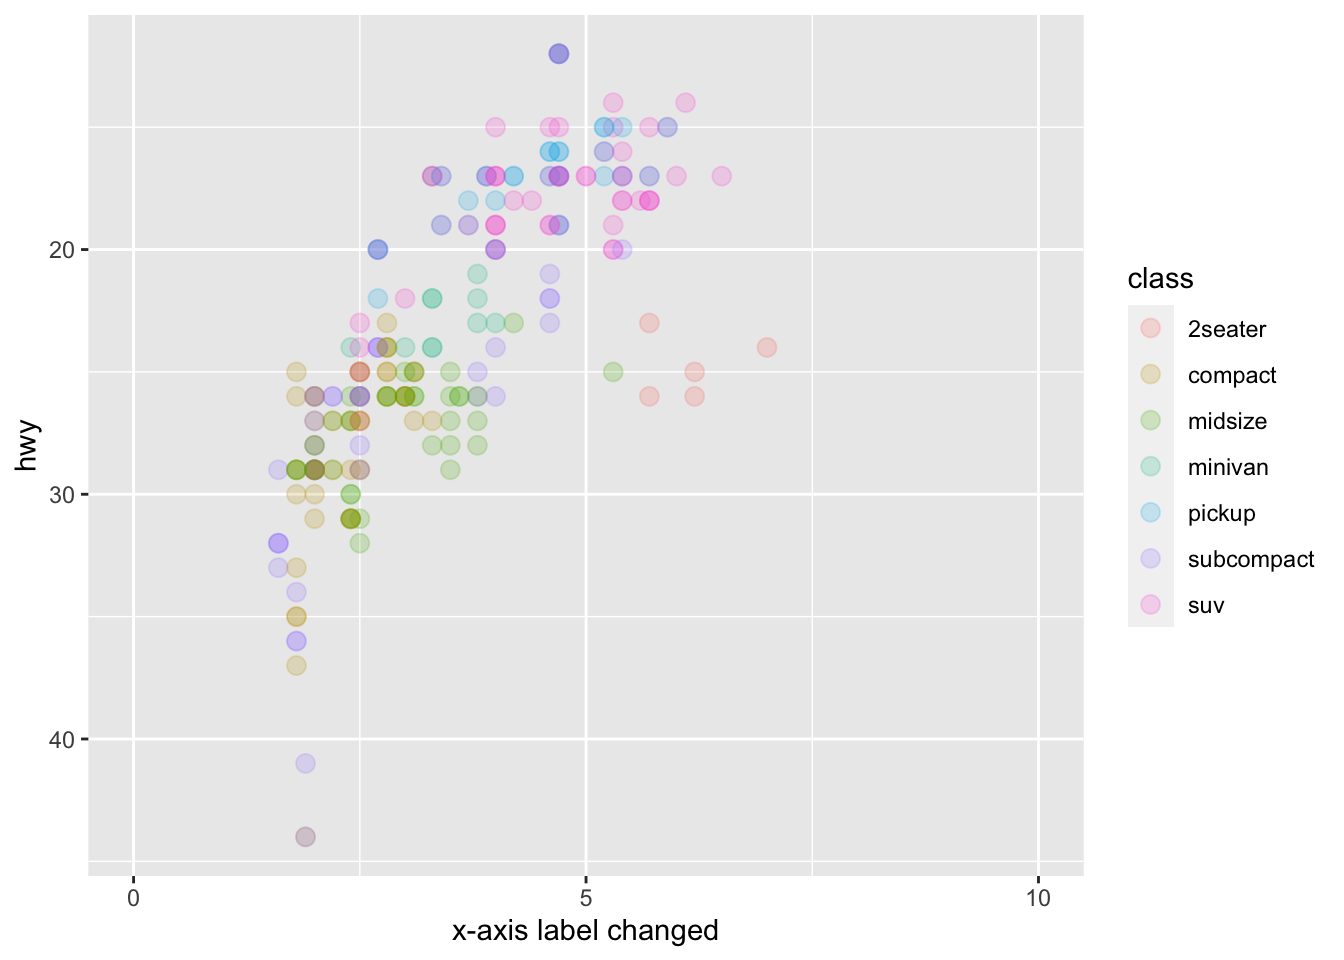 hwy
20
30
40
0
5
10
x-axis label changed
class
2seater
compact
midsize
minivan
pickup
subcompact
suv